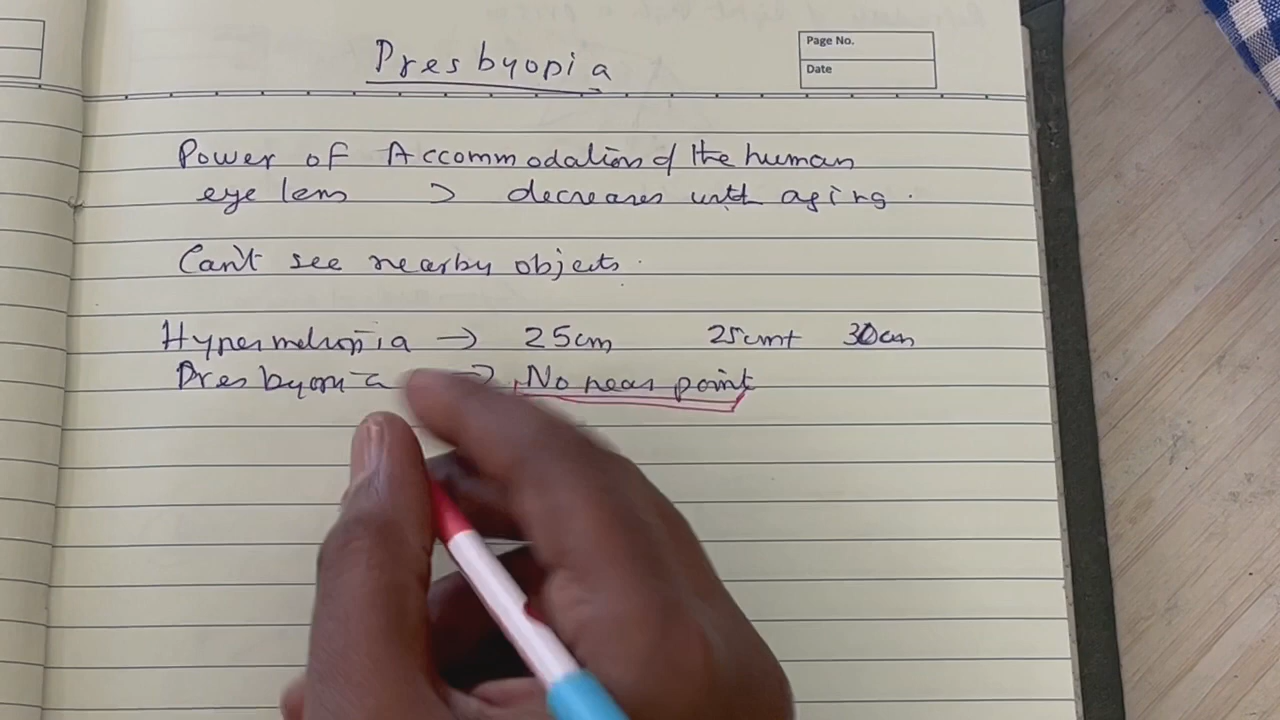 Presbyopia
Page No.
Date
Power of Accommodation of the human
eye lens → decreases with aging.
Can't see nearby objects.
Hypermetropia → 25cm 25cm+ 30cm
Presbyopia → No near point